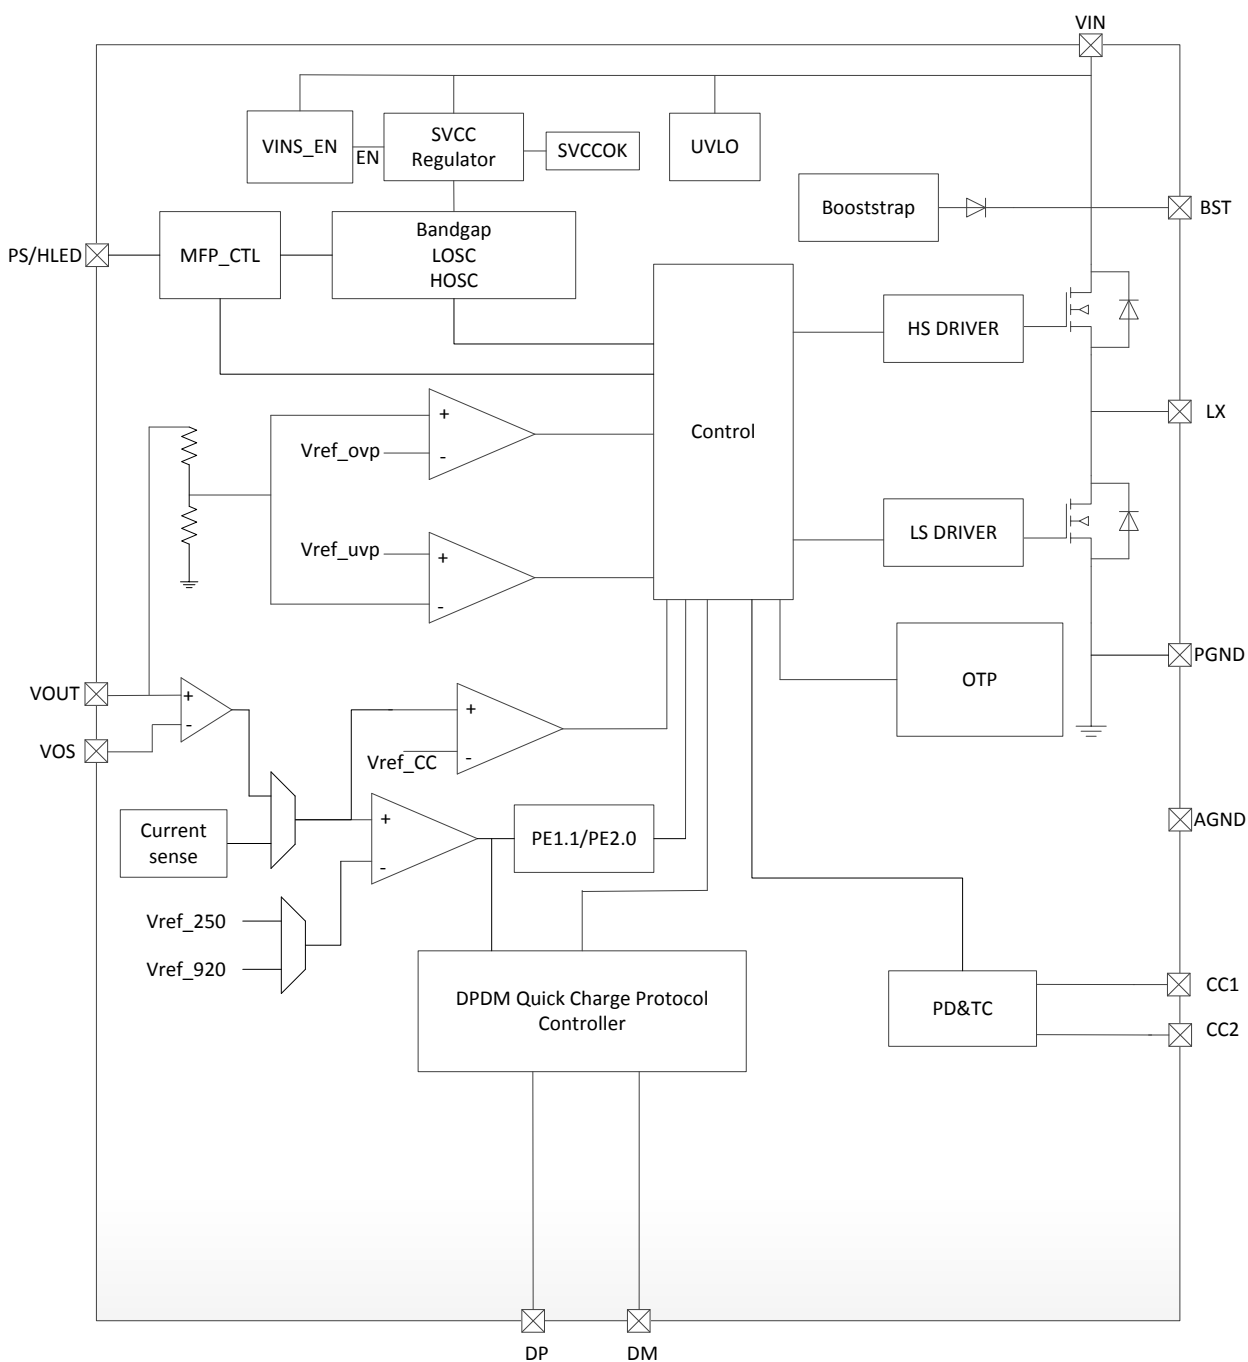 VIN
VINS_EN
EN
SVCC
Regulator
SVCCOK
UVLO
Booststrap
BST
PS/HLED
MFP_CTL
Bandgap
LOSC
HOSC
HS DRIVER
LX
Control
+
Vref_ovp
-
Vref_uvp
+
-
LS DRIVER
PGND
OTP
VOUT
+
-
VOS
+
Vref_CC
-
AGND
Current
sense
+
-
PE1.1/PE2.0
Vref_250
Vref_920
DPDM Quick Charge Protocol
Controller
PD&TC
CC1
CC2
DP
DM